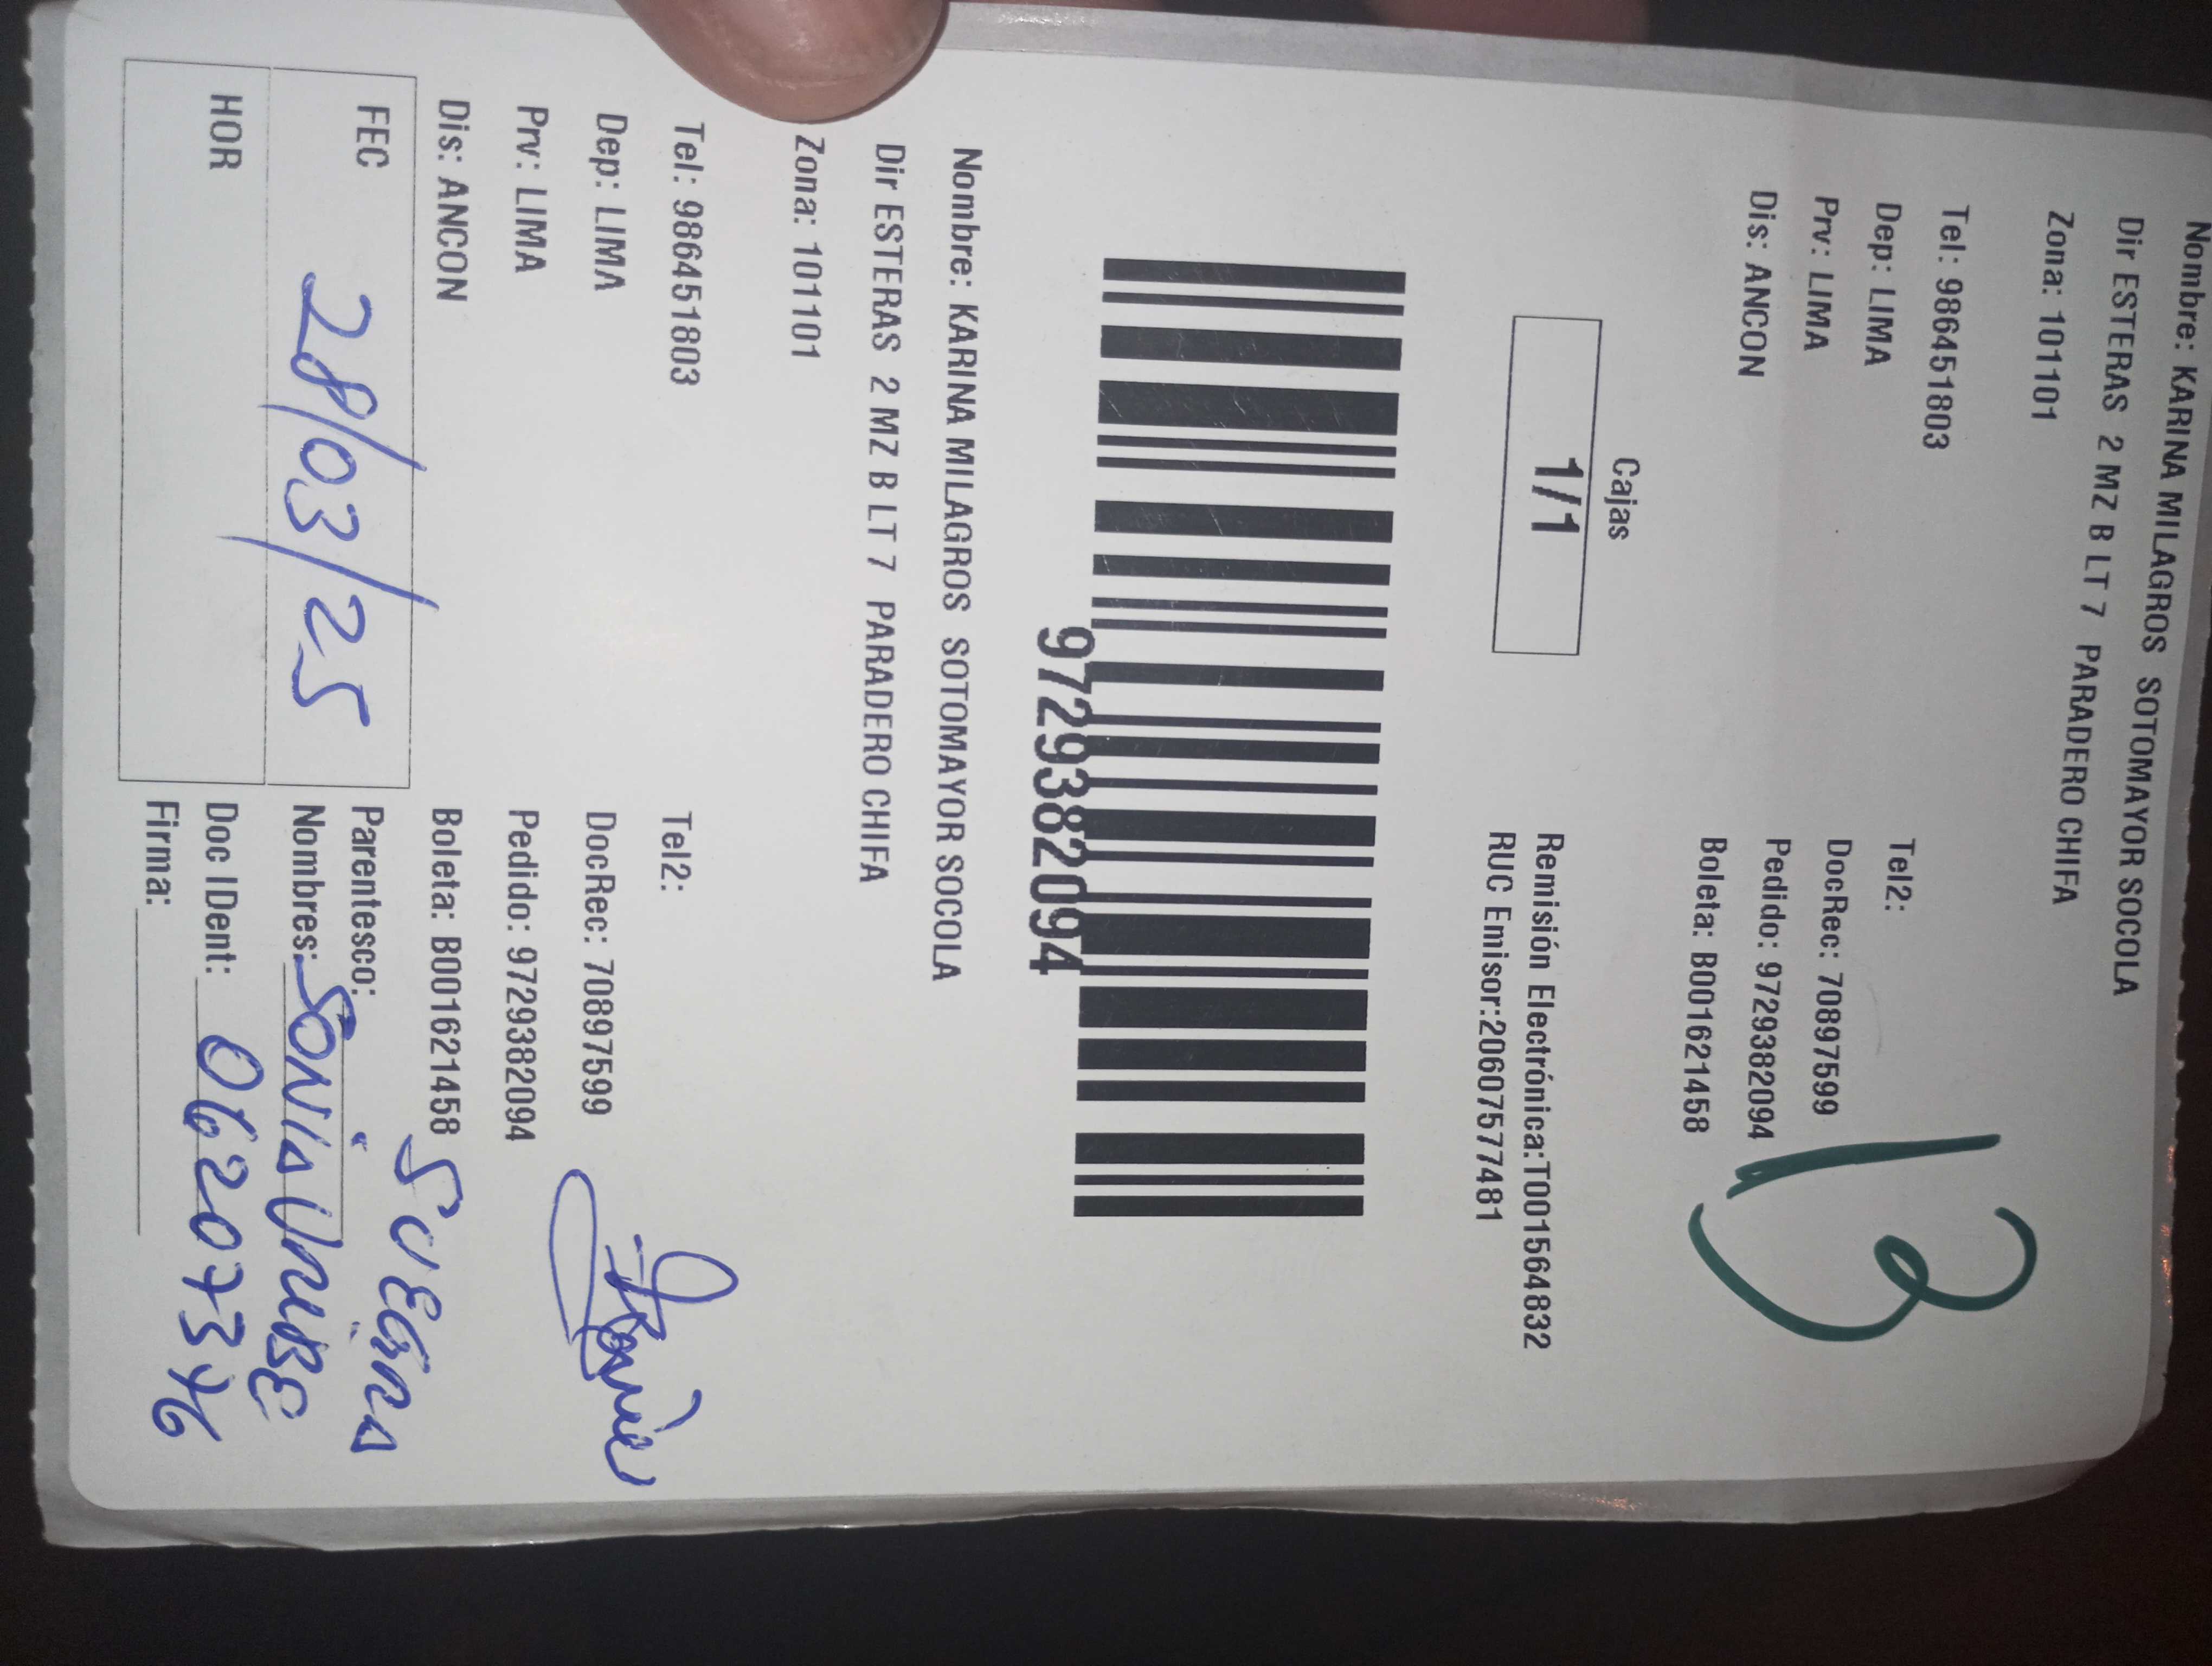 Nombre: KARINA MILAGROS SOTOMAYOR SOCOLA
Dir ESTERAS 2 MZ B LT 7 PARADERO CHIFA
Zona: 101101
Tel: 986451803 Tel2:
Dep: LIMA DocRec: 70897599
Prv: LIMA Pedido: 9729382094
Dis: ANCON Boleta: B001621458
13
Cajas
1/1
Remisión Electrónica:T001564832
RUC Emisor:20607577481
9729382094
Nombre: KARINA MILAGROS SOTOMAYOR SOCOLA
Dir ESTERAS 2 MZ B LT 7 PARADERO CHIFA
Zona: 101101
Tel: 986451803 Tel2:
Dep: LIMA DocRec: 70897599
Prv: LIMA Pedido: 9729382094
Dis: ANCON Boleta: B001621458
FEC 28/03/25
HOR
Parentesco: SUEGRA
Nombres: SONIA URIBE
Doc IDent: 06207346
Firma: